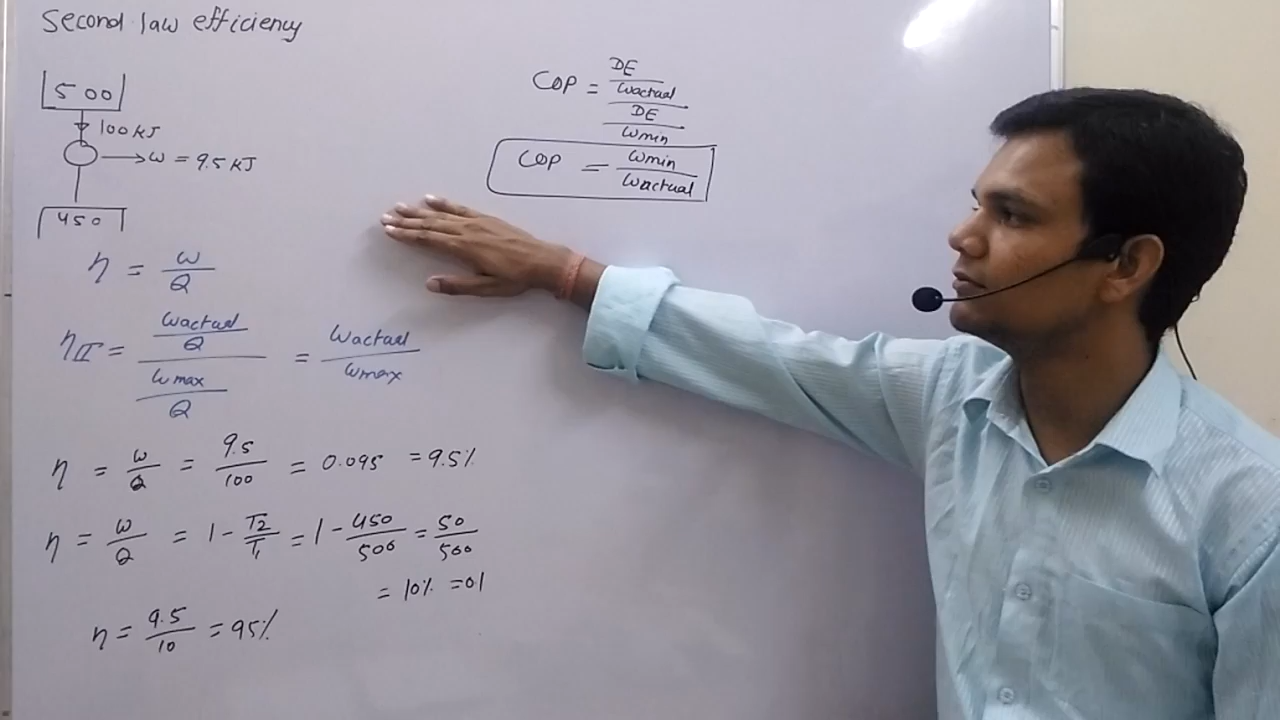 Second law efficiency
500
100 KJ
→ W = 9.5 KJ
450
η = W/Q
ηII = (Wactual/Q)/(Wmax/Q) = Wactual/Wmax
η = W/Q = 9.5/100 = 0.095 = 9.5%
η = W/Q = 1 - T2/T1 = 1 - 450/500 = 50/500
= 10% = 0.1
η = 9.5/10 = 95%
COP = (DE/Wactual)/(DE/Wmin)
COP = Wmin/Wactual